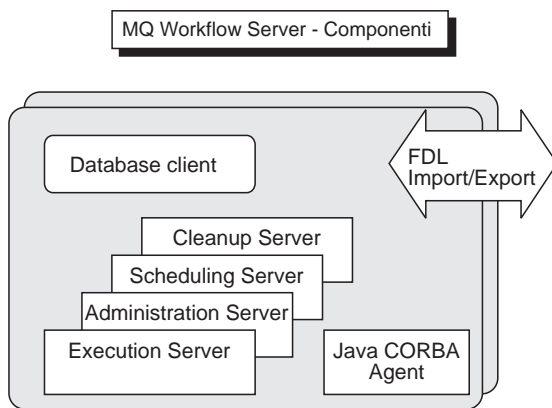 MQ Workflow Server - Componenti
Database client
FDL
Import/Export
Cleanup Server
Scheduling Server
Administration Server
Execution Server
Java CORBA
Agent